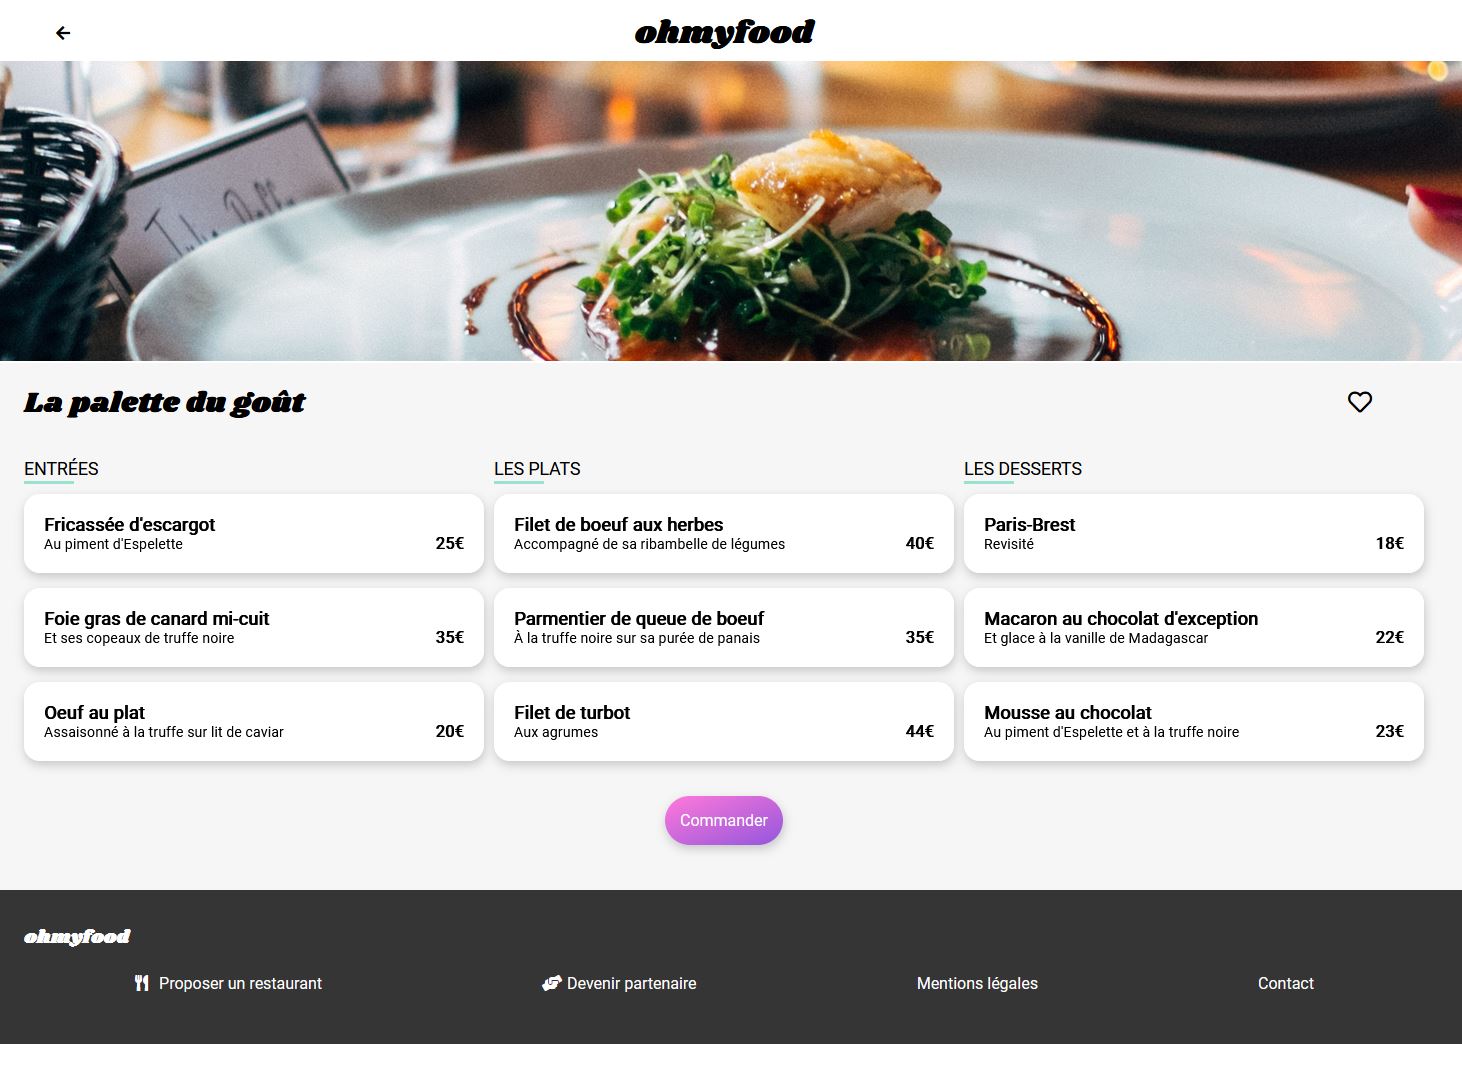 ohmyfood
La palette du goût
ENTRÉES
Fricassée d'escargot
Au piment d'Espelette
25€
Foie gras de canard mi-cuit
Et ses copeaux de truffe noire
35€
Oeuf au plat
Assaisonné à la truffe sur lit de caviar
20€
LES PLATS
Filet de boeuf aux herbes
Accompagné de sa ribambelle de légumes
40€
Parmentier de queue de boeuf
À la truffe noire sur sa purée de panais
35€
Filet de turbot
Aux agrumes
44€
LES DESSERTS
Paris-Brest
Revisité
18€
Macaron au chocolat d'exception
Et glace à la vanille de Madagascar
22€
Mousse au chocolat
Au piment d'Espelette et à la truffe noire
23€
Commander
ohmyfood
Proposer un restaurant
Devenir partenaire
Mentions légales
Contact